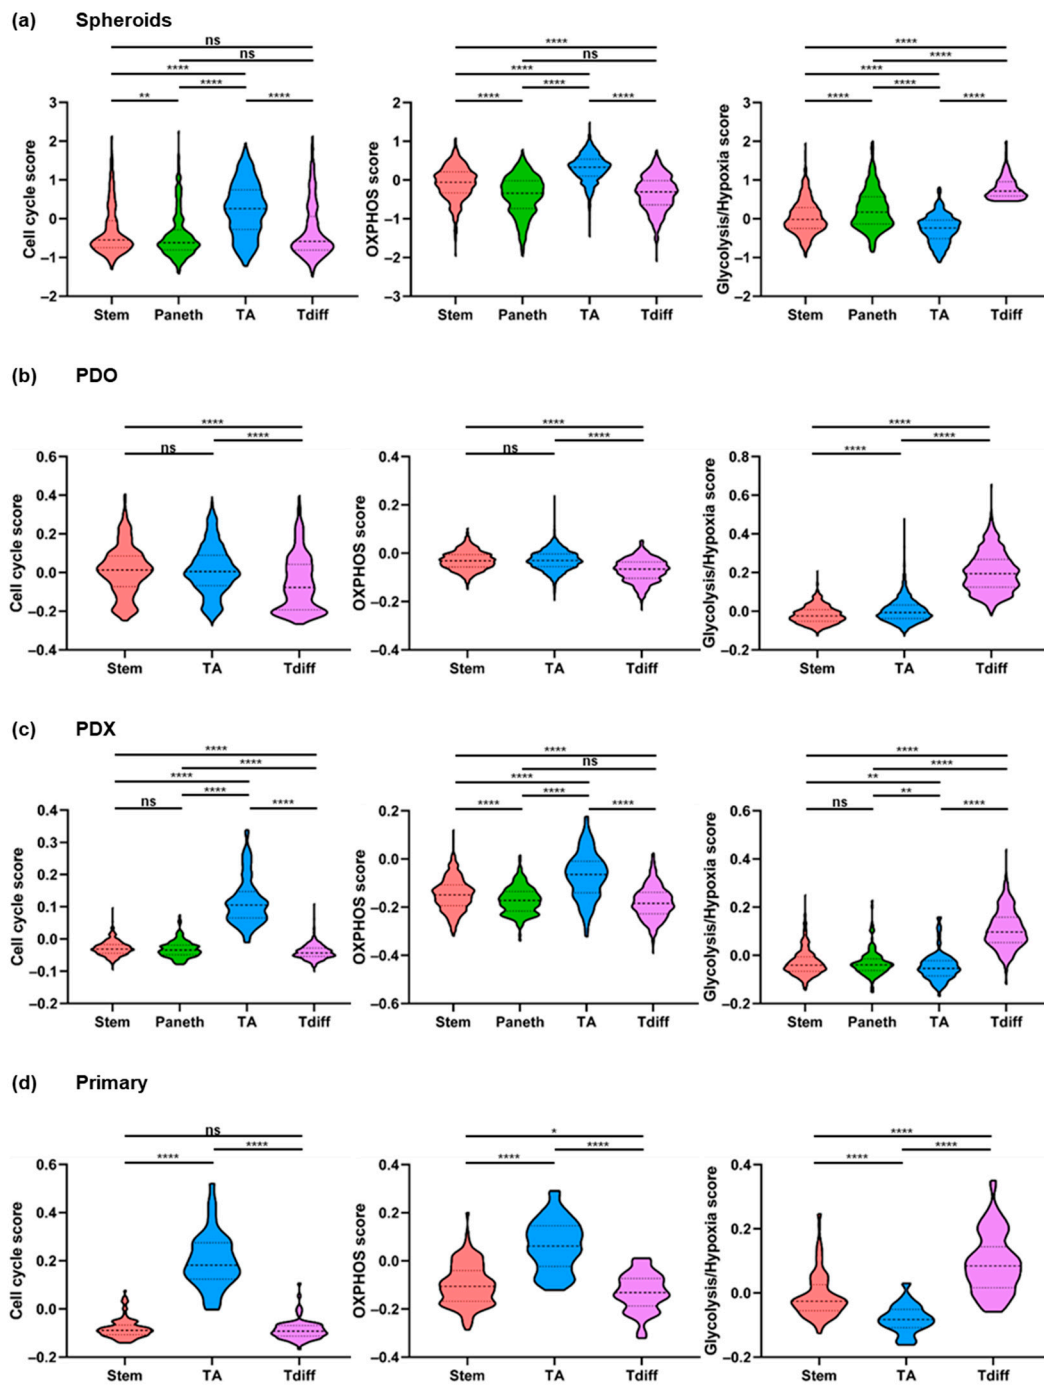 (a) Spheroids
ns
ns
****
****
** ****
Cell cycle score
3
2
1
0
–1
–2
Stem Paneth TA Tdiff
****
ns
****
****
**** ****
OXPHOS score
2
1
0
–1
–2
–3
Stem Paneth TA Tdiff
****
****
****
****
**** ****
Glycolysis/Hypoxia score
3
2
1
0
–1
–2
Stem Paneth TA Tdiff
(b) PDO
****
****
ns
Cell cycle score
0.6
0.4
0.2
0.0
–0.2
–0.4
Stem TA Tdiff
****
****
ns
OXPHOS score
0.4
0.2
0.0
–0.2
–0.4
Stem TA Tdiff
****
****
****
Glycolysis/Hypoxia score
0.8
0.6
0.4
0.2
0.0
–0.2
Stem TA Tdiff
(c) PDX
****
****
****
****
ns ****
Cell cycle score
0.4
0.3
0.2
0.1
0.0
–0.1
–0.2
Stem Paneth TA Tdiff
****
ns
****
****
**** ****
OXPHOS score
0.2
0.0
–0.2
–0.4
–0.6
Stem Paneth TA Tdiff
****
****
**
**
ns ****
Glycolysis/Hypoxia score
0.6
0.4
0.2
0.0
–0.2
Stem Paneth TA Tdiff
(d) Primary
ns
****
****
Cell cycle score
0.6
0.4
0.2
0.0
–0.2
Stem TA Tdiff
*
****
****
OXPHOS score
0.4
0.2
0.0
–0.2
–0.4
Stem TA Tdiff
****
****
****
Glycolysis/Hypoxia score
0.4
0.2
0.0
–0.2
Stem TA Tdiff